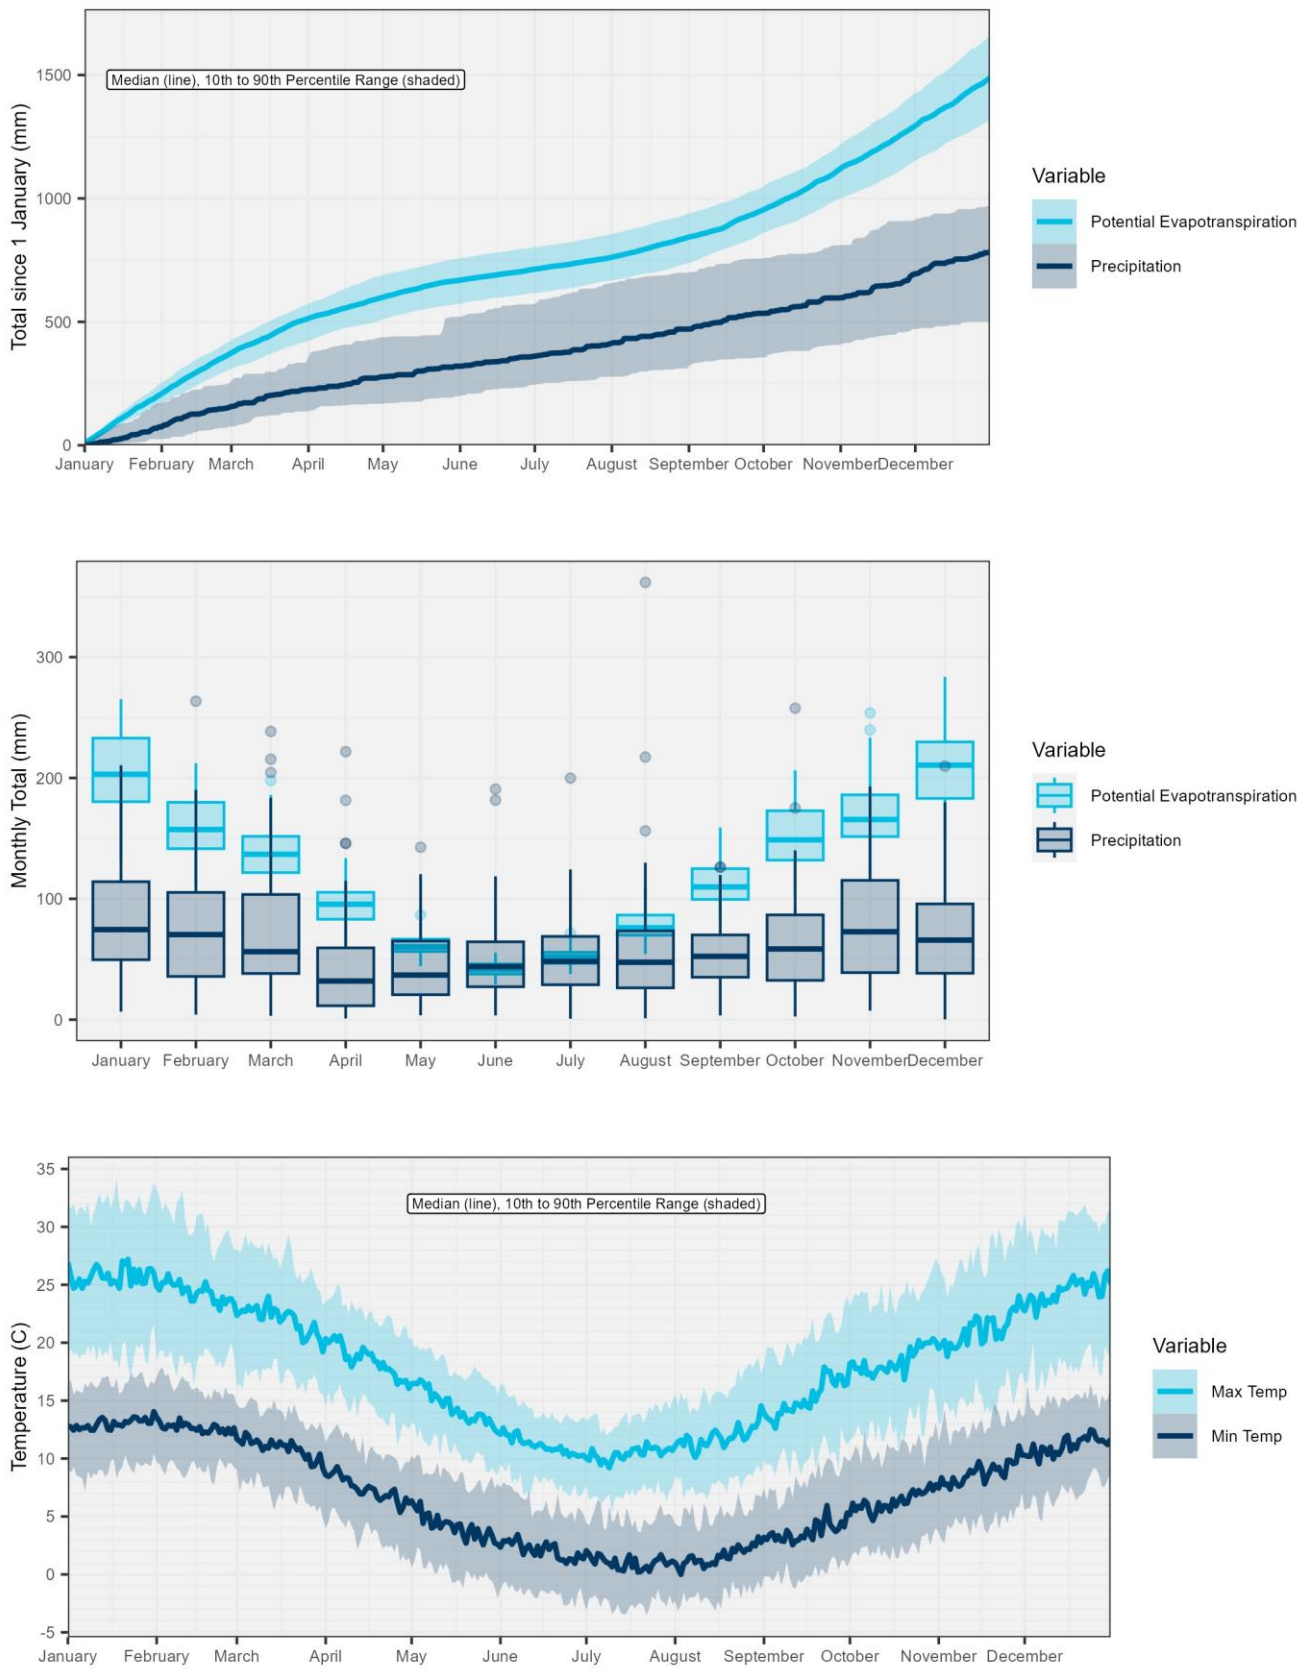 Total since 1 January (mm)
1500
1000
500
0
Median (line), 10th to 90th Percentile Range (shaded)
January February March April May June July August September October November December
Variable
Potential Evapotranspiration
Precipitation
Monthly Total (mm)
300
200
100
0
January February March April May June July August September October November December
Variable
Potential Evapotranspiration
Precipitation
Temperature (C)
35
30
25
20
15
10
5
0
-5
Median (line), 10th to 90th Percentile Range (shaded)
January February March April May June July August September October November December
Variable
Max Temp
Min Temp